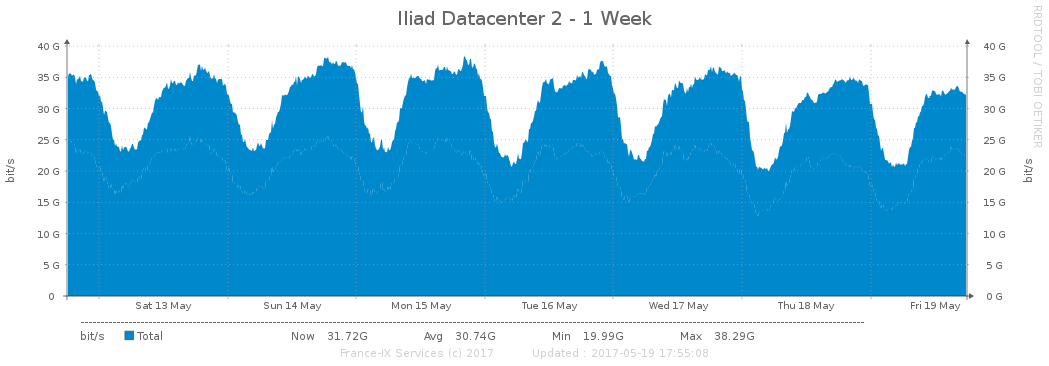 Iliad Datacenter 2 - 1 Week
RRDTOOL / TOBI OETIKER
bit/s
40 G 40 G
35 G 35 G
30 G 30 G
25 G 25 G
20 G 20 G
15 G 15 G
10 G 10 G
5 G 5 G
0 0 G
bit/s
Sat 13 May Sun 14 May Mon 15 May Tue 16 May Wed 17 May Thu 18 May Fri 19 May
bit/s Total Now 31.72G Avg 30.74G Min 19.99G Max 38.29G
France-IX Services (c) 2017 Updated : 2017-05-19 17:55:08